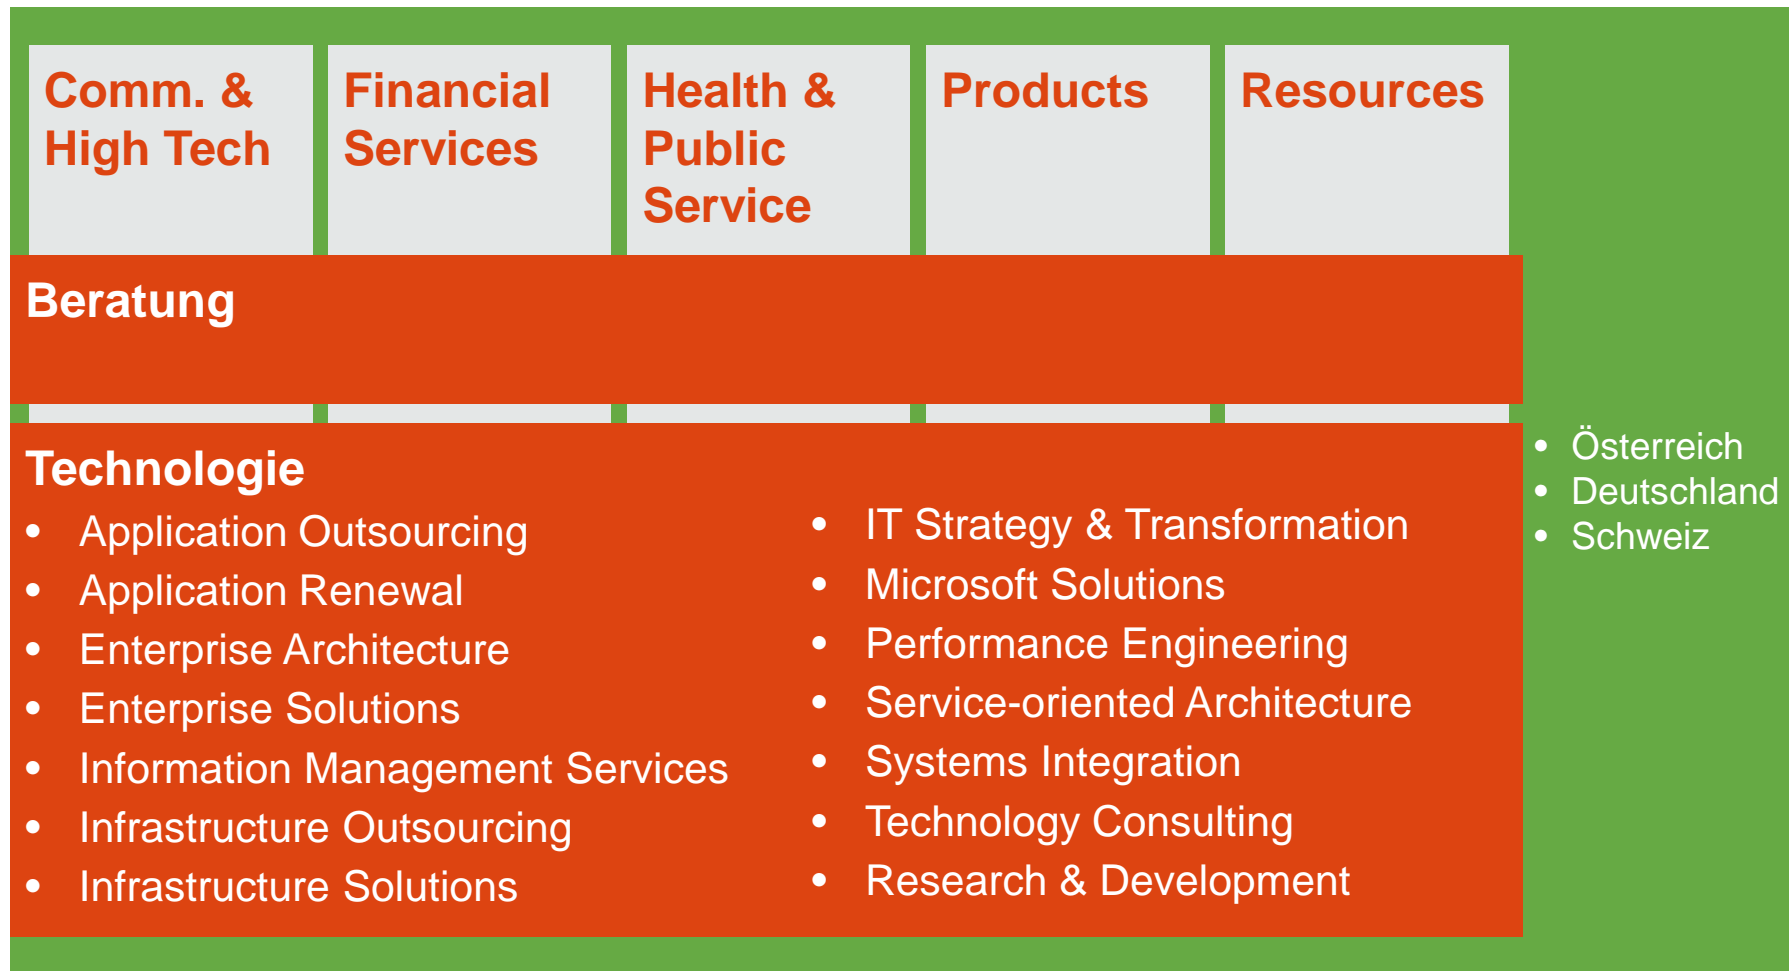 Comm. &
High Tech
Financial
Services
Health &
Public
Service
Products
Resources
Beratung
Technologie
• Application Outsourcing
• Application Renewal
• Enterprise Architecture
• Enterprise Solutions
• Information Management Services
• Infrastructure Outsourcing
• Infrastructure Solutions
• IT Strategy & Transformation
• Microsoft Solutions
• Performance Engineering
• Service-oriented Architecture
• Systems Integration
• Technology Consulting
• Research & Development
• Österreich
• Deutschland
• Schweiz